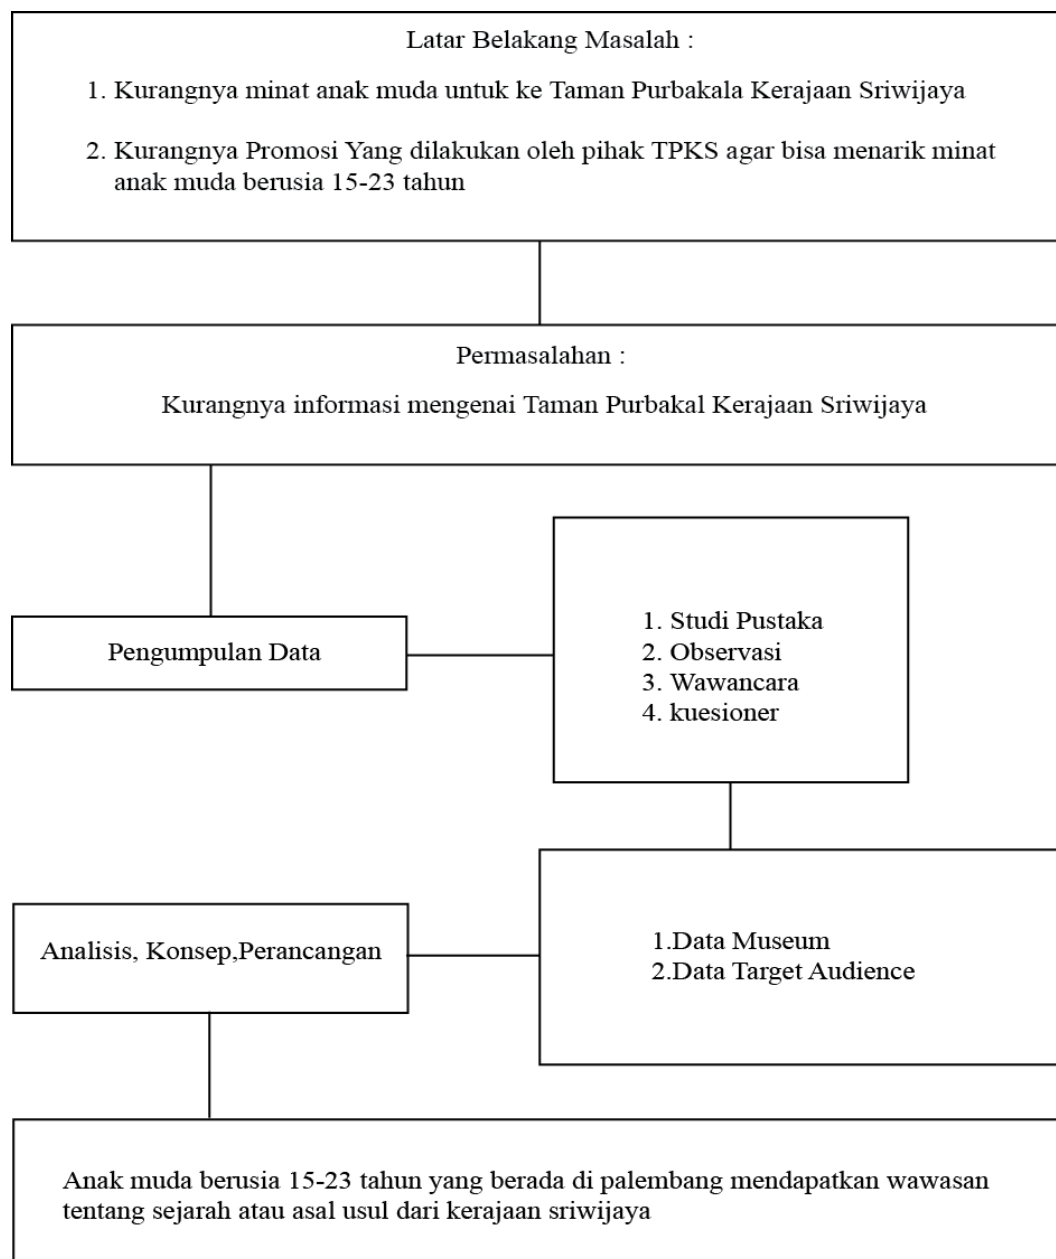 Latar Belakang Masalah :
1. Kurangnya minat anak muda untuk ke Taman Purbakala Kerajaan Sriwijaya
2. Kurangnya Promosi Yang dilakukan oleh pihak TPKS agar bisa menarik minat
anak muda berusia 15-23 tahun
Permasalahan :
Kurangnya informasi mengenai Taman Purbakal Kerajaan Sriwijaya
Pengumpulan Data
1. Studi Pustaka
2. Observasi
3. Wawancara
4. kuesioner
1.Data Museum
2.Data Target Audience
Analisis, Konsep,Perancangan
Anak muda berusia 15-23 tahun yang berada di palembang mendapatkan wawasan
tentang sejarah atau asal usul dari kerajaan sriwijaya